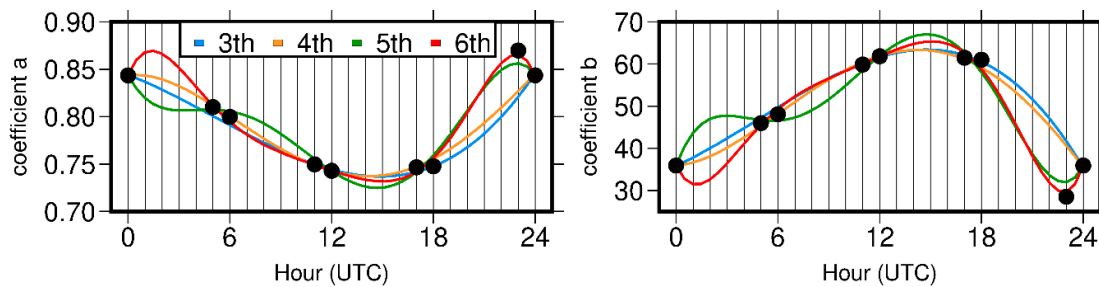 0.90
0.85
0.80
0.75
0.70
coefficient a
3th 4th 5th 6th
0 6 12 18 24
Hour (UTC)
70
60
50
40
30
coefficient b
0 6 12 18 24
Hour (UTC)